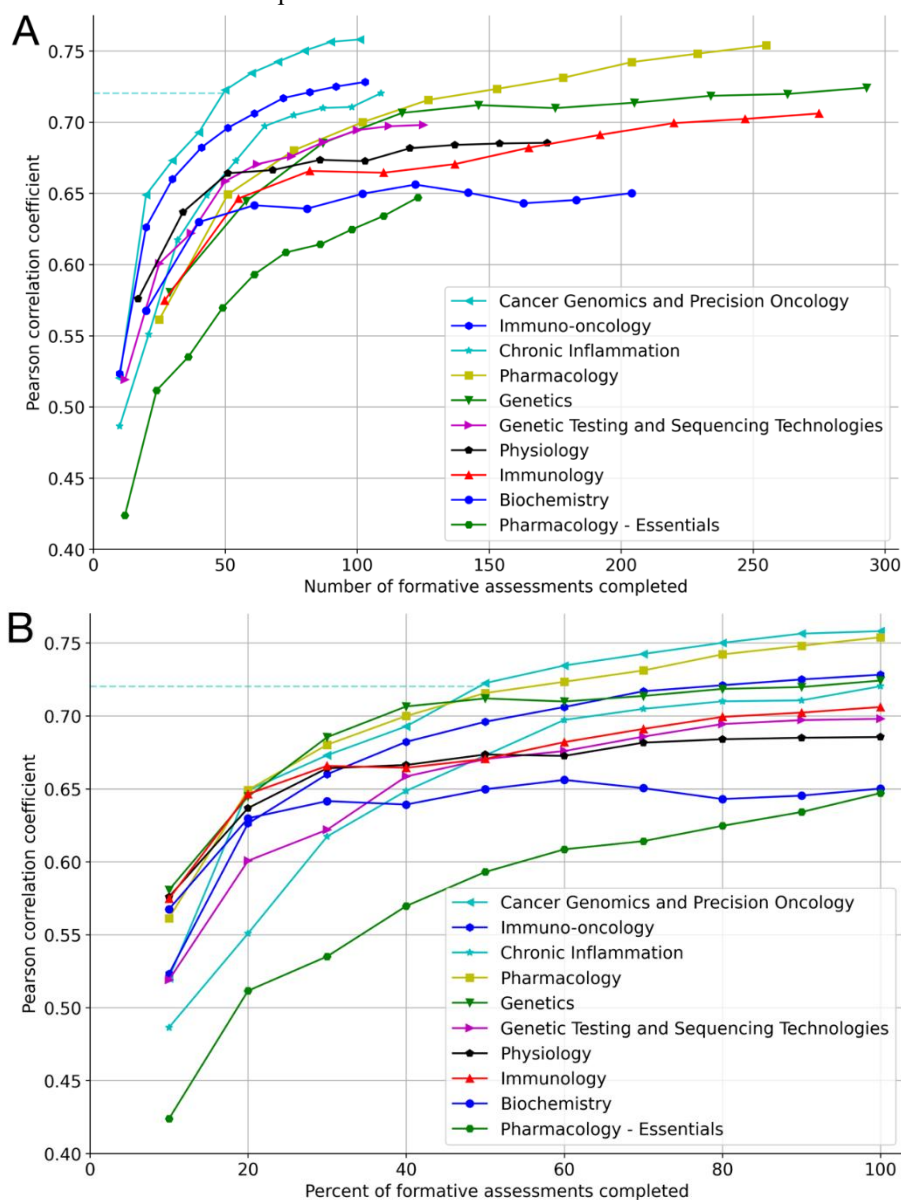 A
0.75
0.70
0.65
0.60
0.55
0.50
0.45
0.40
Pearson correlation coefficient
Cancer Genomics and Precision Oncology
Immuno-oncology
Chronic Inflammation
Pharmacology
Genetics
Genetic Testing and Sequencing Technologies
Physiology
Immunology
Biochemistry
Pharmacology - Essentials
0 50 100 150 200 250 300
Number of formative assessments completed
B
0.75
0.70
0.65
0.60
0.55
0.50
0.45
0.40
Pearson correlation coefficient
Cancer Genomics and Precision Oncology
Immuno-oncology
Chronic Inflammation
Pharmacology
Genetics
Genetic Testing and Sequencing Technologies
Physiology
Immunology
Biochemistry
Pharmacology - Essentials
0 20 40 60 80 100
Percent of formative assessments completed